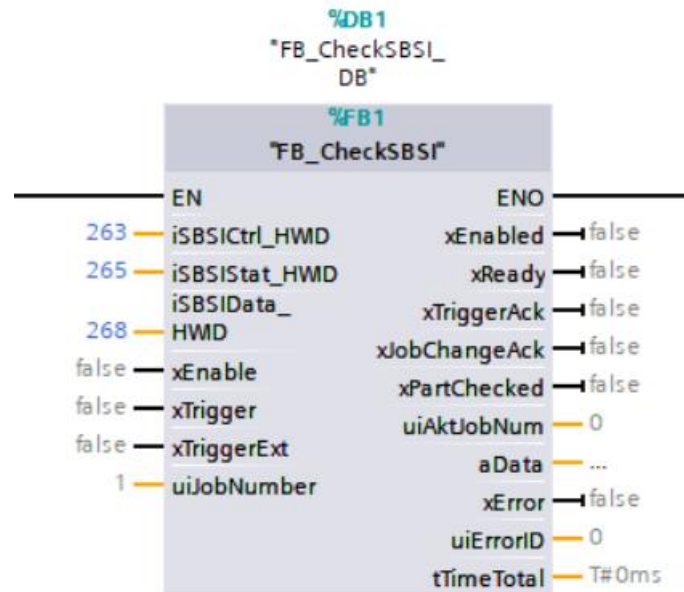 %DB1
"FB_CheckSBSI_
DB"
%FB1
"FB_CheckSBSI"
EN ENO
263 iSBSICtrl_HWID xEnabled false
265 iSBSIStat_HWID xReady false
iSBSIData_
268 HWID xTriggerAck false
false xEnable xJobChangeAck false
false xTrigger xPartChecked false
false xTriggerExt uiAktJobNum 0
1 uiJobNumber aData ...
xError false
uiErrorID 0
tTimeTotal T#0ms